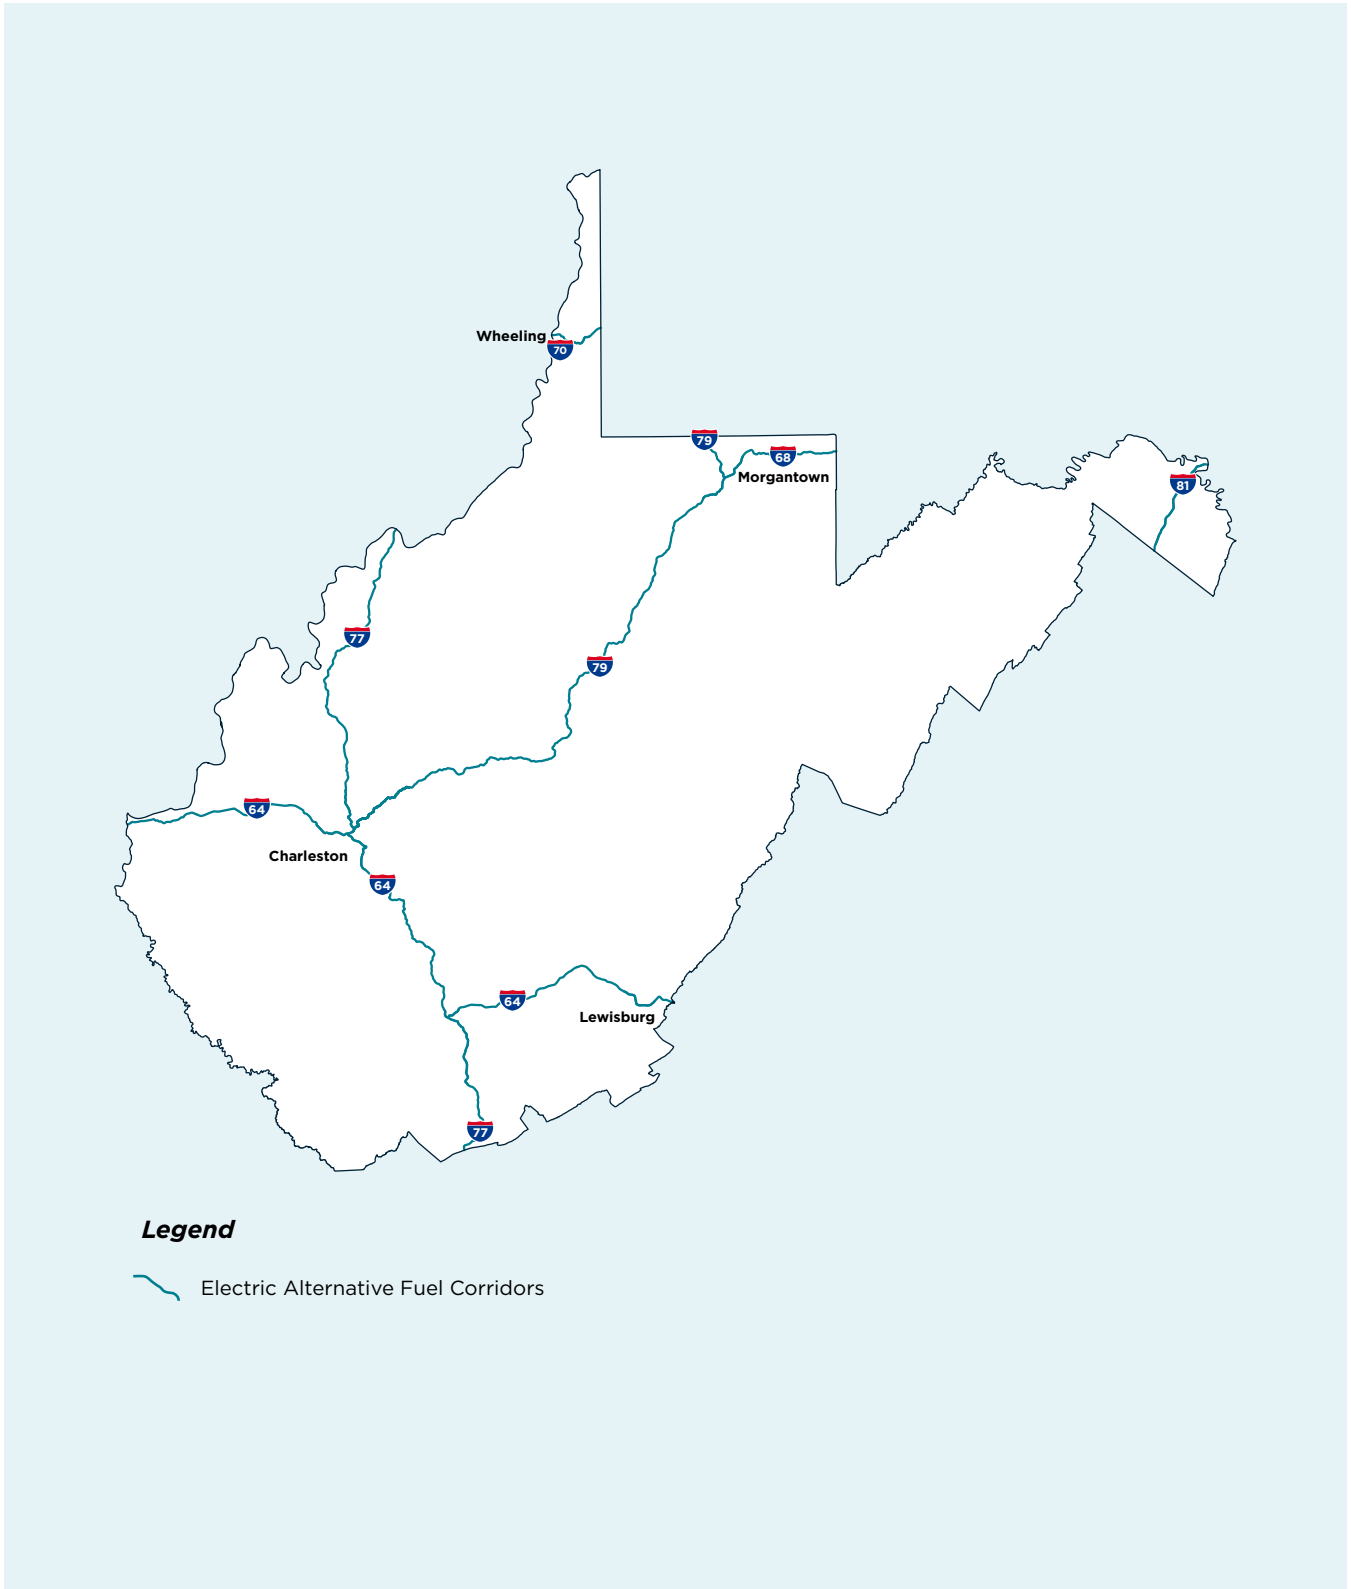 Wheeling
70
79
68
Morgantown
81
77
79
64
Charleston
64
64
Lewisburg
77
Legend
Electric Alternative Fuel Corridors